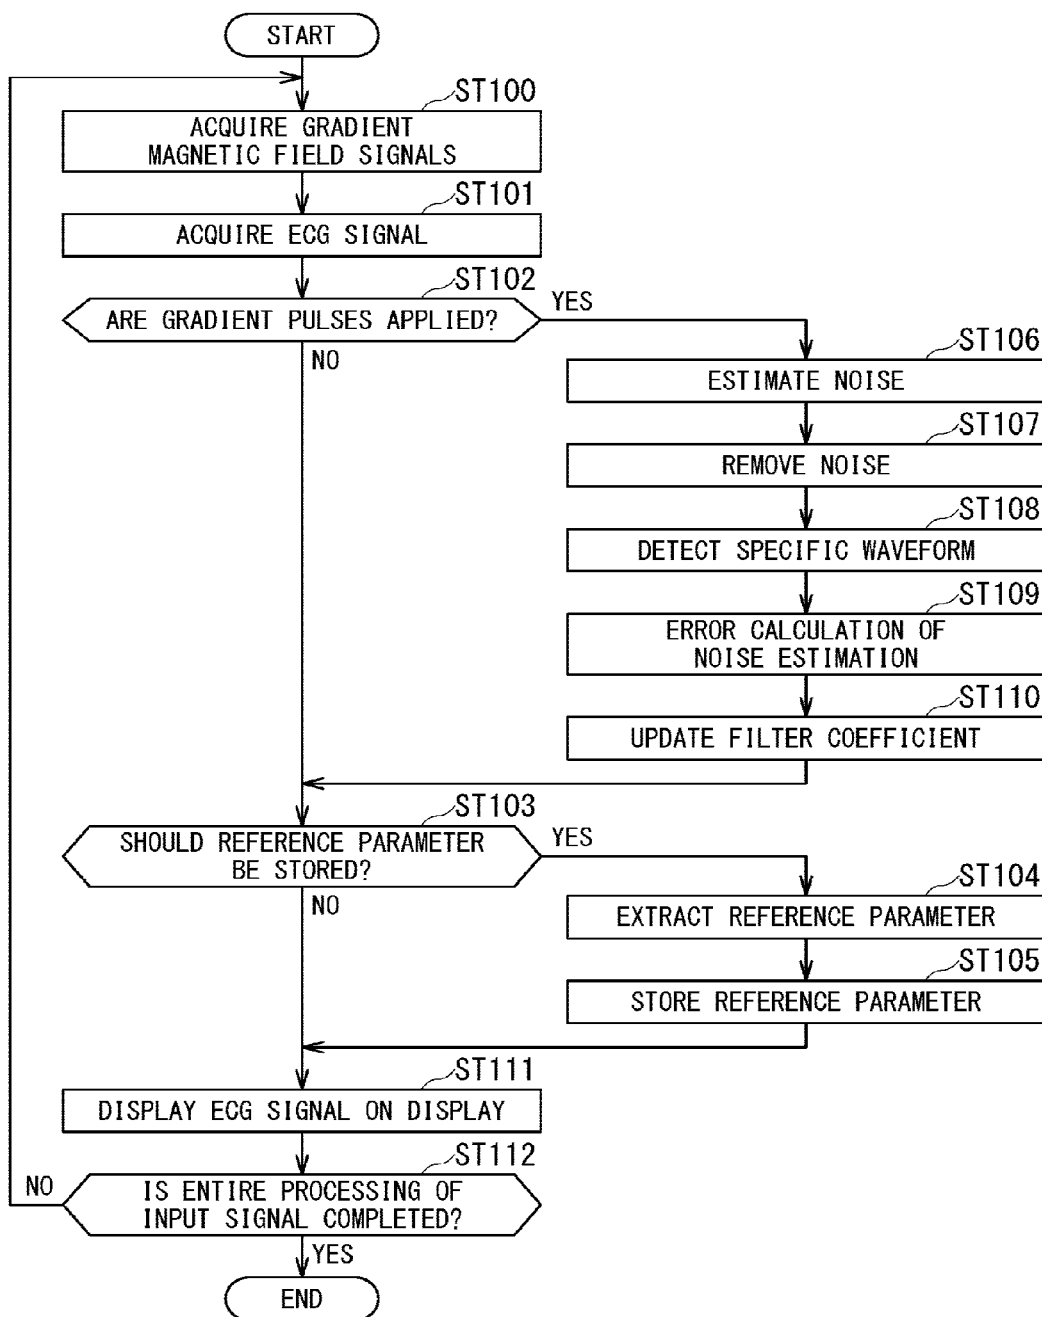 START
ST100
ACQUIRE GRADIENT
MAGNETIC FIELD SIGNALS
ST101
ACQUIRE ECG SIGNAL
ST102
ARE GRADIENT PULSES APPLIED?
YES
NO
ST106
ESTIMATE NOISE
ST107
REMOVE NOISE
ST108
DETECT SPECIFIC WAVEFORM
ST109
ERROR CALCULATION OF
NOISE ESTIMATION
ST110
UPDATE FILTER COEFFICIENT
ST103
SHOULD REFERENCE PARAMETER
BE STORED?
YES
NO
ST104
EXTRACT REFERENCE PARAMETER
ST105
STORE REFERENCE PARAMETER
ST111
DISPLAY ECG SIGNAL ON DISPLAY
ST112
IS ENTIRE PROCESSING OF
INPUT SIGNAL COMPLETED?
NO
YES
END